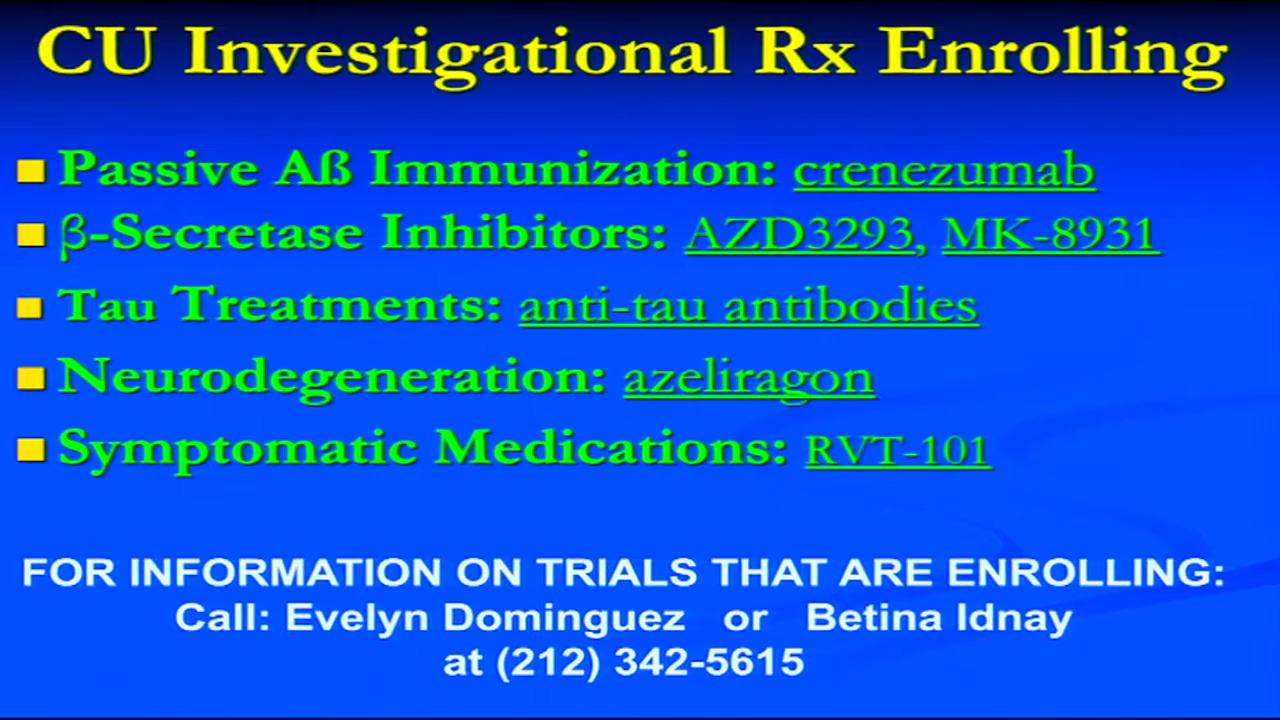 CU Investigational Rx Enrolling
Passive Aß Immunization: crenezumab
β-Secretase Inhibitors: AZD3293, MK-8931
Tau Treatments: anti-tau antibodies
Neurodegeneration: azeliragon
Symptomatic Medications: RVT-101
FOR INFORMATION ON TRIALS THAT ARE ENROLLING:
Call: Evelyn Dominguez or Betina Idnay
at (212) 342-5615